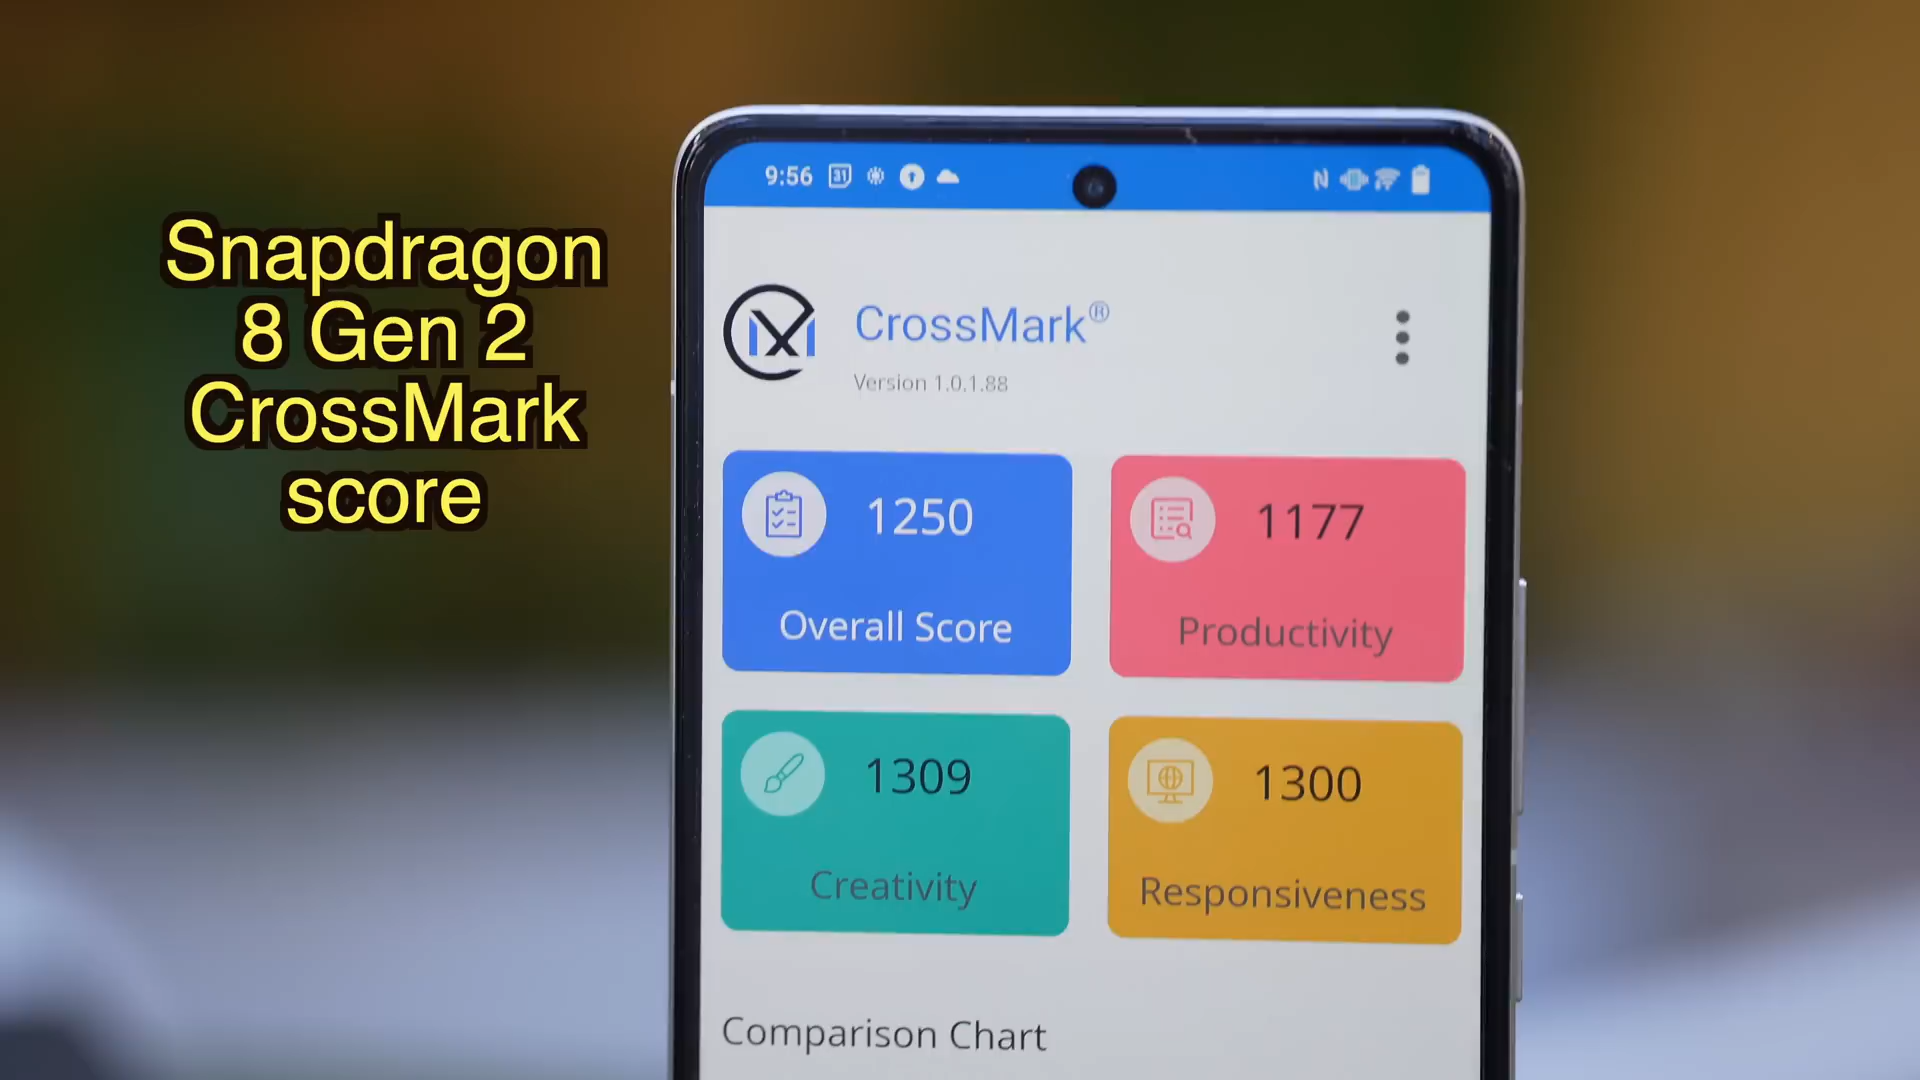 Snapdragon
8 Gen 2
CrossMark
score
9:56 31
CrossMark®
Version 1.0.1.88
1250
Overall Score
1177
Productivity
1309
Creativity
1300
Responsiveness
Comparison Chart